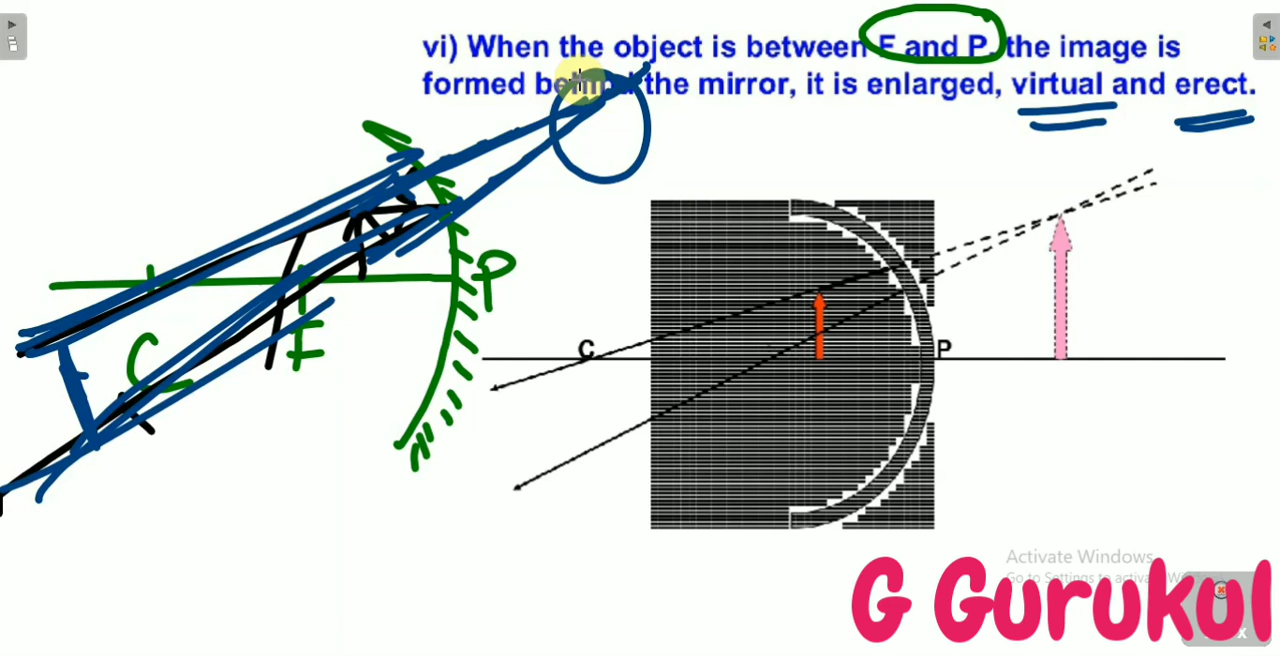 vi) When the object is between F and P, the image is
formed behind the mirror, it is enlarged, virtual and erect.
P
C
F
C
P
Activate Windows
G Gurukul
x